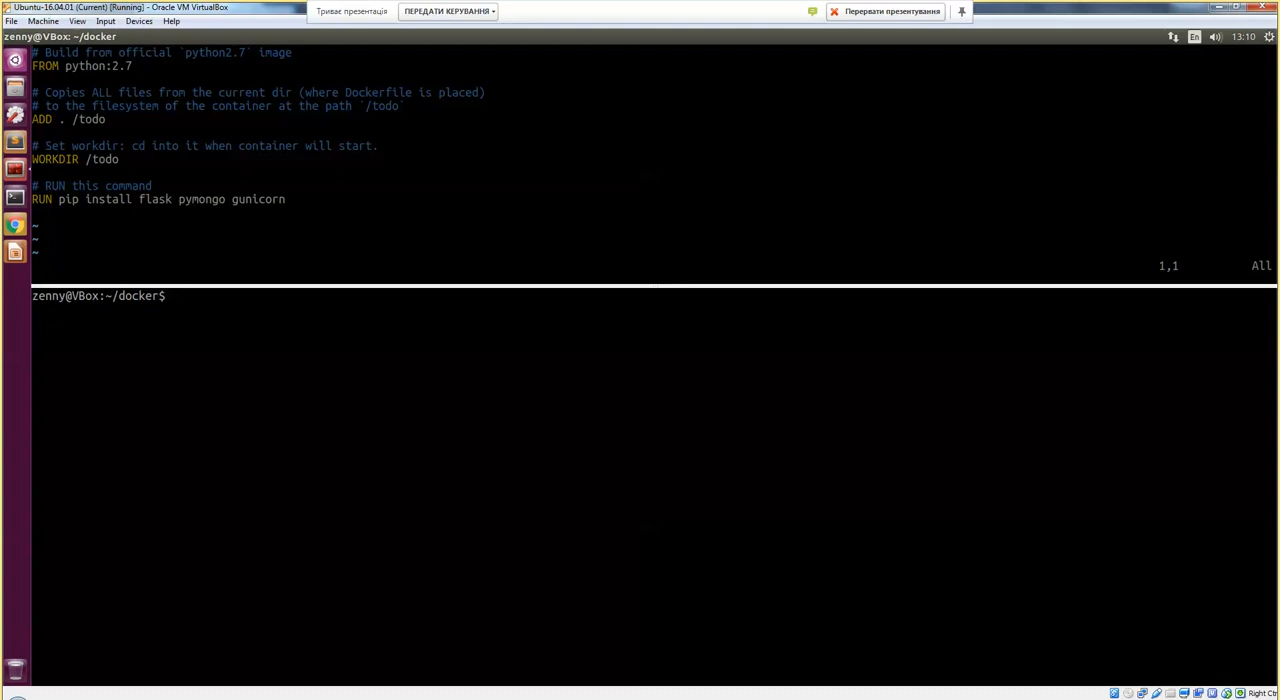 Ubuntu-16.04.01 (Current) [Running] - Oracle VM VirtualBox
Триває презентація
ПЕРЕДАТИ КЕРУВАННЯ
Перервати презентування
File Machine View Input Devices Help
zenny@VBox: ~/docker
En
13:10
# Build from official `python2.7` image
FROM python:2.7
# Copies ALL files from the current dir (where Dockerfile is placed)
# to the filesystem of the container at the path `/todo`
ADD . /todo
# Set workdir: cd into it when container will start.
WORKDIR /todo
# RUN this command
RUN pip install flask pymongo gunicorn
~
~
~
1,1 All
zenny@VBox:~/docker$
Right Ctr